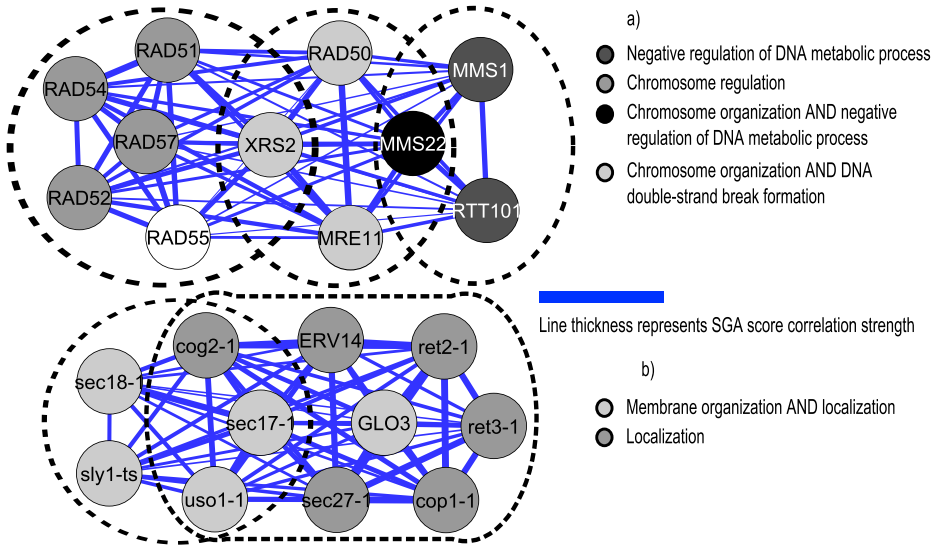 a)
RAD51
RAD50
MMS1
RAD54
RAD57
XRS2
MMS22
RAD52
RAD55
MRE11
RTT101
Negative regulation of DNA metabolic process
Chromosome regulation
Chromosome organization AND negative
regulation of DNA metabolic process
Chromosome organization AND DNA
double-strand break formation
Line thickness represents SGA score correlation strength
b)
cog2-1
ERV14
ret2-1
sec18-1
sec17-1
GLO3
ret3-1
sly1-ts
uso1-1
sec27-1
cop1-1
Membrane organization AND localization
Localization